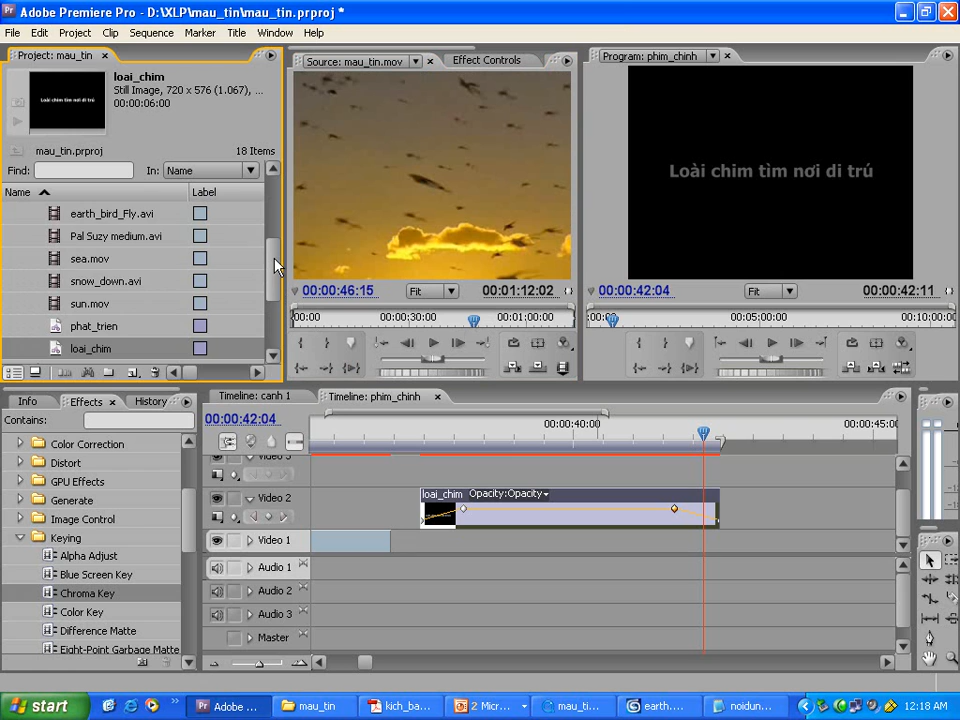 Adobe Premiere Pro - D:\XLP\mau_tin\mau_tin.prproj *
File Edit Project Clip Sequence Marker Title Window Help
Project: mau_tin
loai_chim
Still Image, 720 x 576 (1.067), ...
00:00:06:00
Loài chim tìm nơi di trú
mau_tin.prproj 18 Items
Find: In: Name
Name Label
earth_bird_Fly.avi
Pal Suzy medium.avi
sea.mov
snow_down.avi
sun.mov
phat_trien
loai_chim
Source: mau_tin.mov Effect Controls
00:00:46:15 Fit 00:01:12:02
00:00 00:00:30:00 00:01:00:00
Program: phim_chinh
Loài chim tìm nơi di trú
00:00:42:04 Fit 00:00:42:11
00:00 00:05:00:00 00:10:00:00
Info Effects History
Contains:
Color Correction
Distort
GPU Effects
Generate
Image Control
Keying
Alpha Adjust
Blue Screen Key
Chroma Key
Color Key
Difference Matte
Eight-Point Garbage Matte
Timeline: canh 1 Timeline: phim_chinh
00:00:42:04 00:00:40:00 00:00:45:00
Video 3
Video 2 loai_chim Opacity:Opacity
Video 1
Audio 1
Audio 2
Audio 3
Master
start Adobe ... mau_tin kich_ba... 2 Micr... mau_ti... earth.... noidun... 12:18 AM